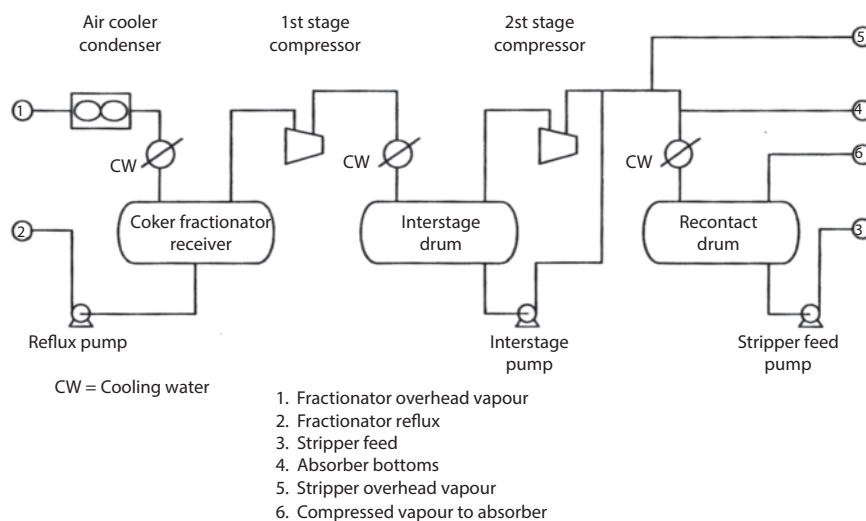 Air cooler
condenser
1st stage
compressor
2st stage
compressor
5
1
4
CW
CW
CW
6
Coker fractionator
receiver
Interstage
drum
Recontact
drum
2
3
Reflux pump
Interstage
pump
Stripper feed
pump
CW = Cooling water
1. Fractionator overhead vapour
2. Fractionator reflux
3. Stripper feed
4. Absorber bottoms
5. Stripper overhead vapour
6. Compressed vapour to absorber